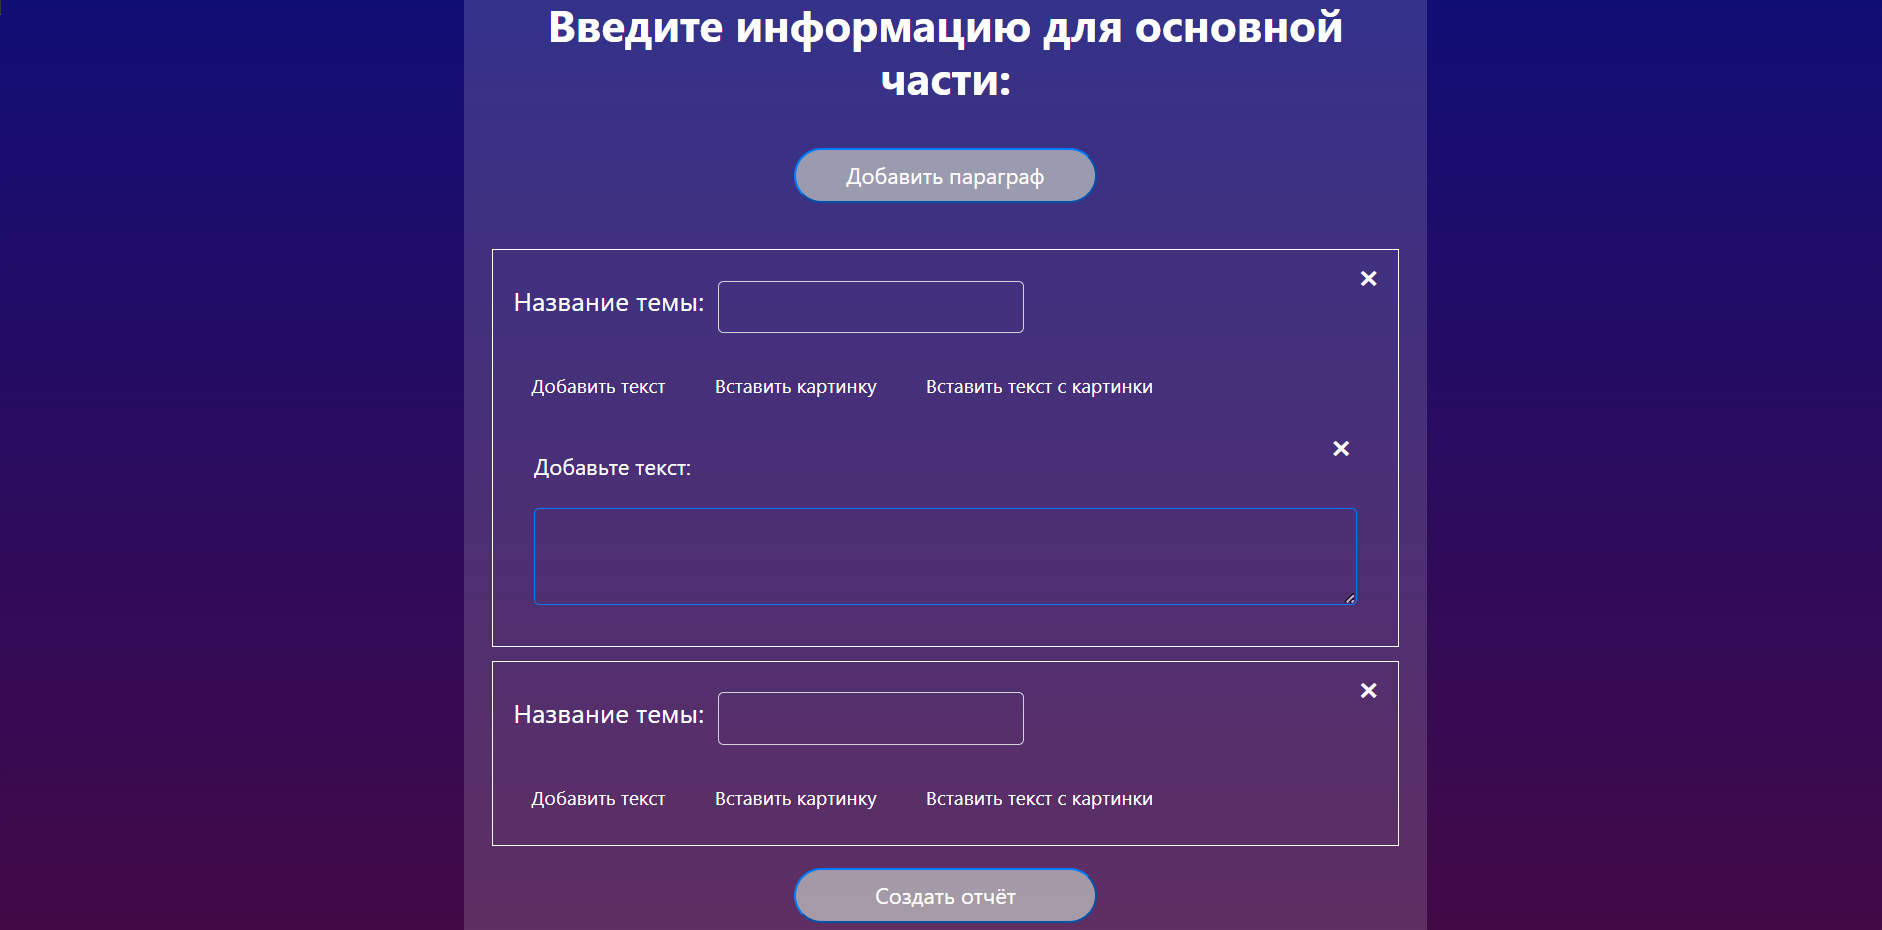 Введите информацию для основной
части:
Добавить параграф
Название темы:
Добавить текст Вставить картинку Вставить текст с картинки
Добавьте текст:
Название темы:
Добавить текст Вставить картинку Вставить текст с картинки
Создать отчёт